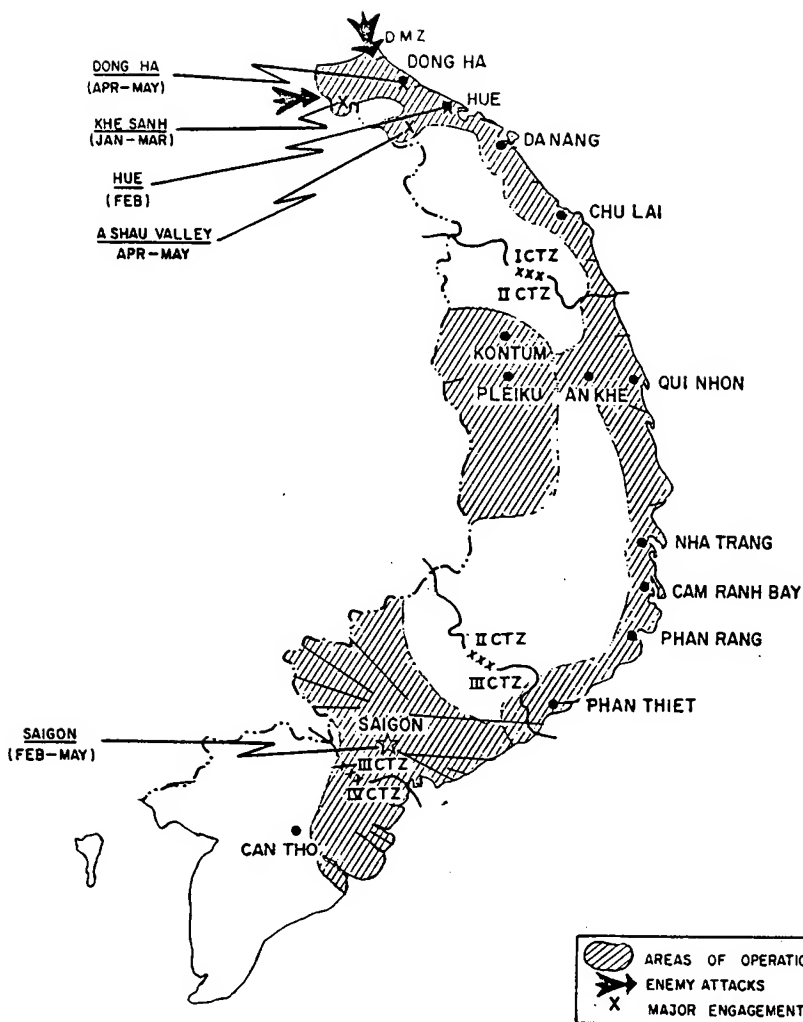 DMZ
DONG HA
DONG HA
(APR-MAY)
HUE
KHE SANH
(JAN-MAR)
DA NANG
HUE
(FEB)
CHU LAI
A SHAU VALLEY
APR-MAY
I CTZ
XXX
II CTZ
KONTUM
PLEIKU
AN KHE
QUI NHON
NHA TRANG
CAM RANH BAY
II CTZ
XXX
III CTZ
PHAN RANG
PHAN THIET
SAIGON
(FEB-MAY)
SAIGON
III CTZ
X
IV CTZ
CAN THO
AREAS OF OPERATIO
ENEMY ATTACKS
X MAJOR ENGAGEMENT